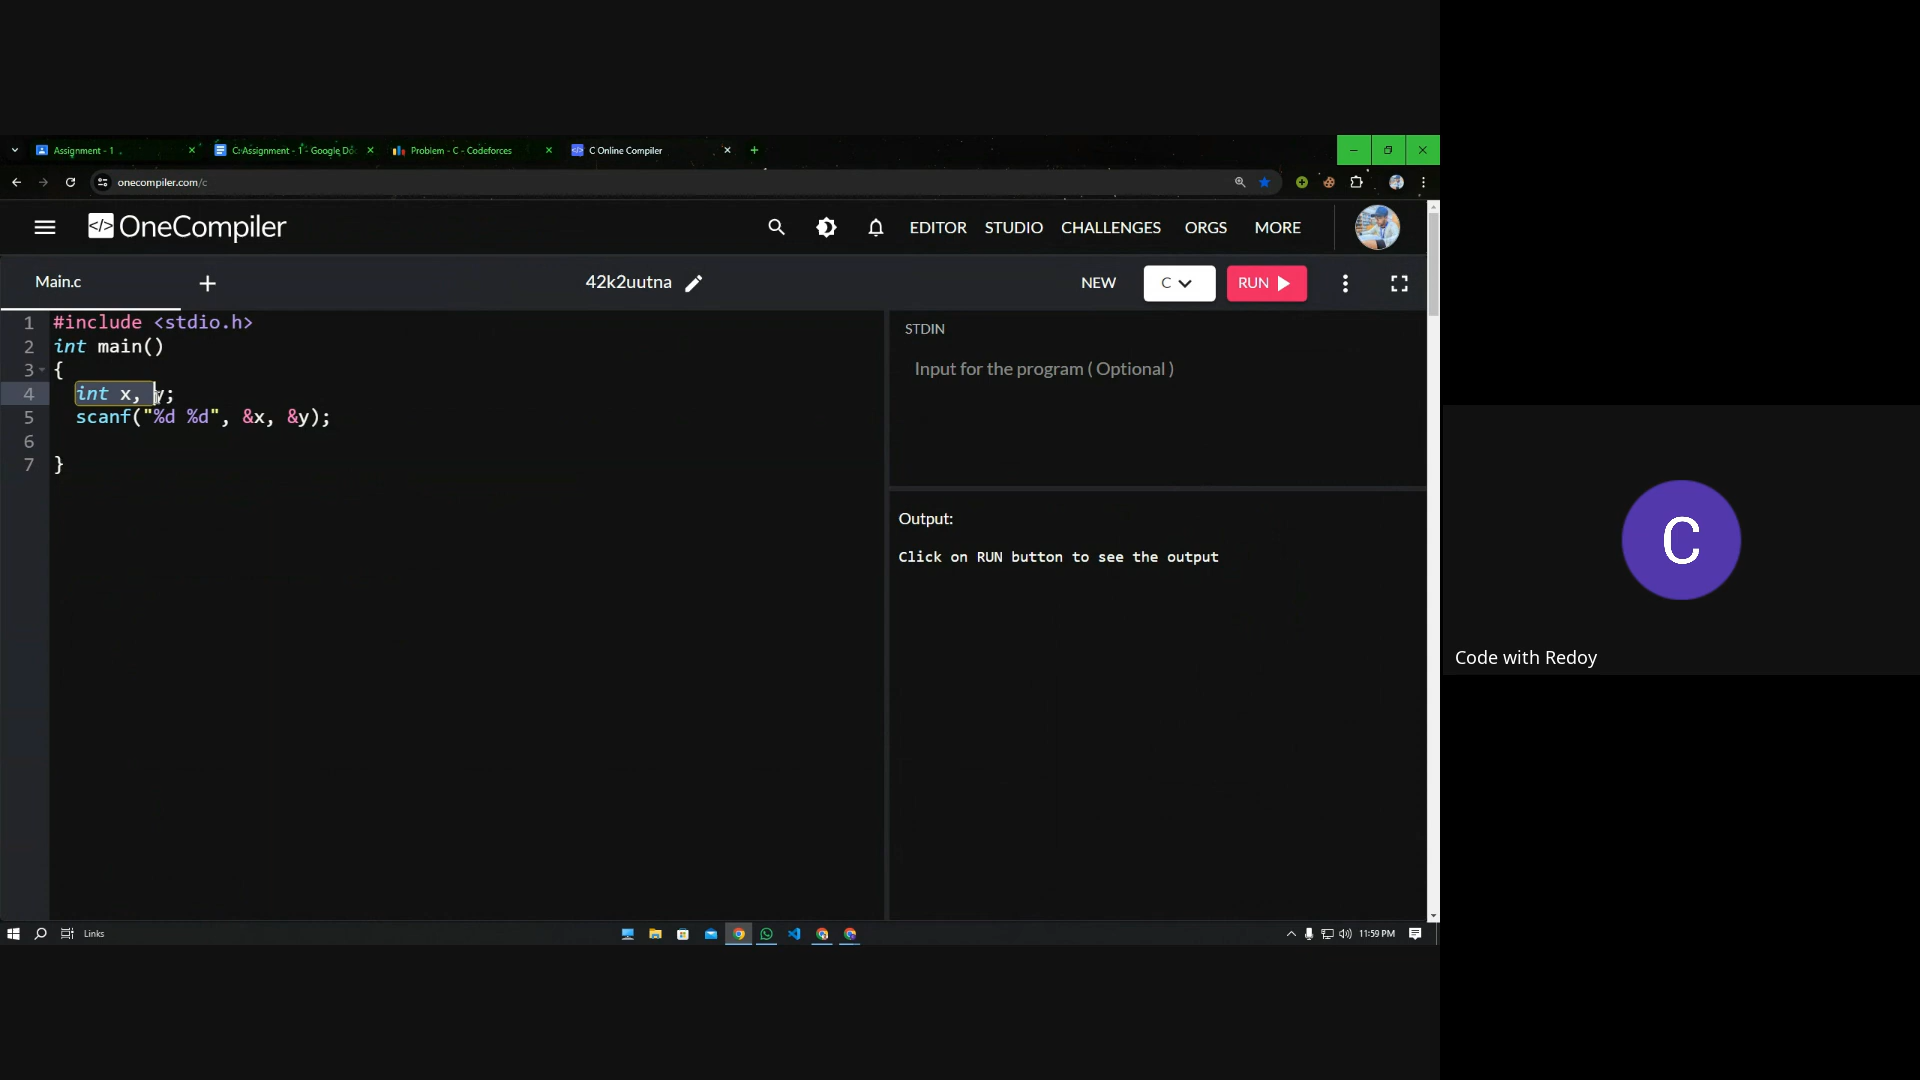 Assignment - 1
C: Assignment - 1 - Google Do
Problem - C - Codeforces
C Online Compiler
onecompiler.com/c
</> OneCompiler
EDITOR STUDIO CHALLENGES ORGS MORE
Main.c
42k2uutna
NEW C RUN
1 #include <stdio.h>
2 int main()
3 {
4 int x, y;
5 scanf("%d %d", &x, &y);
6
7 }
STDIN
Input for the program ( Optional )
Output:
Click on RUN button to see the output
C
Code with Redoy
Links
11:59 PM